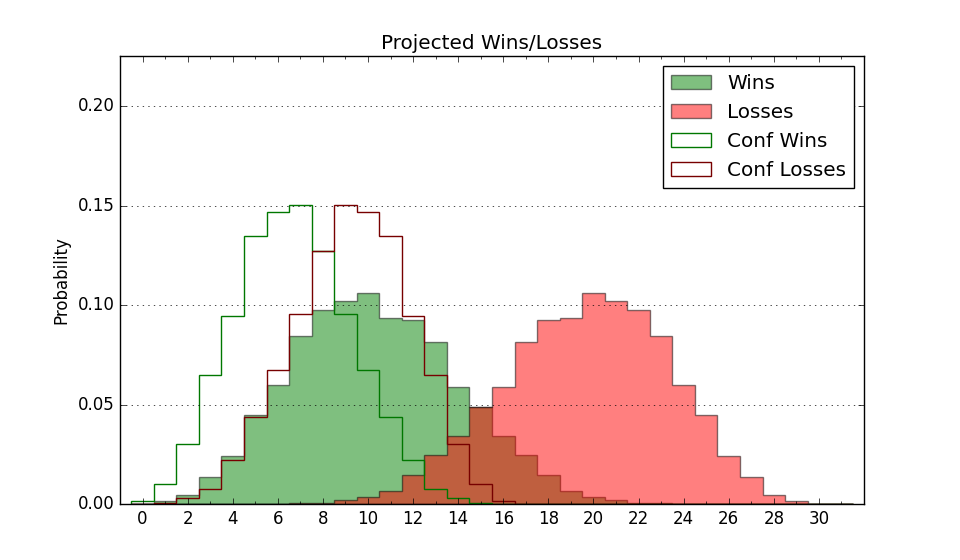 Projected Wins/Losses
Wins
Losses
Conf Wins
Conf Losses
Probability
0.20
0.15
0.10
0.05
0.00
0 2 4 6 8 10 12 14 16 18 20 22 24 26 28 30